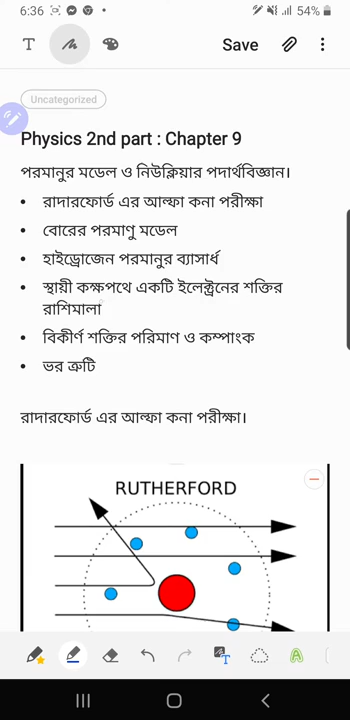 6:36
54%
T
Save
Uncategorized
Physics 2nd part : Chapter 9
পরমানুর মডেল ও নিউক্লিয়ার পদার্থবিজ্ঞান।
• রাদারফোর্ড এর আল্ফা কনা পরীক্ষা
• বোরের পরমাণু মডেল
• হাইড্রোজেন পরমানুর ব্যাসার্ধ
• স্থায়ী কক্ষপথে একটি ইলেক্ট্রনের শক্তির
রাশিমালা
• বিকীর্ণ শক্তির পরিমাণ ও কম্পাংক
• ভর ত্রুটি
রাদারফোর্ড এর আল্ফা কনা পরীক্ষা।
RUTHERFORD
T
A